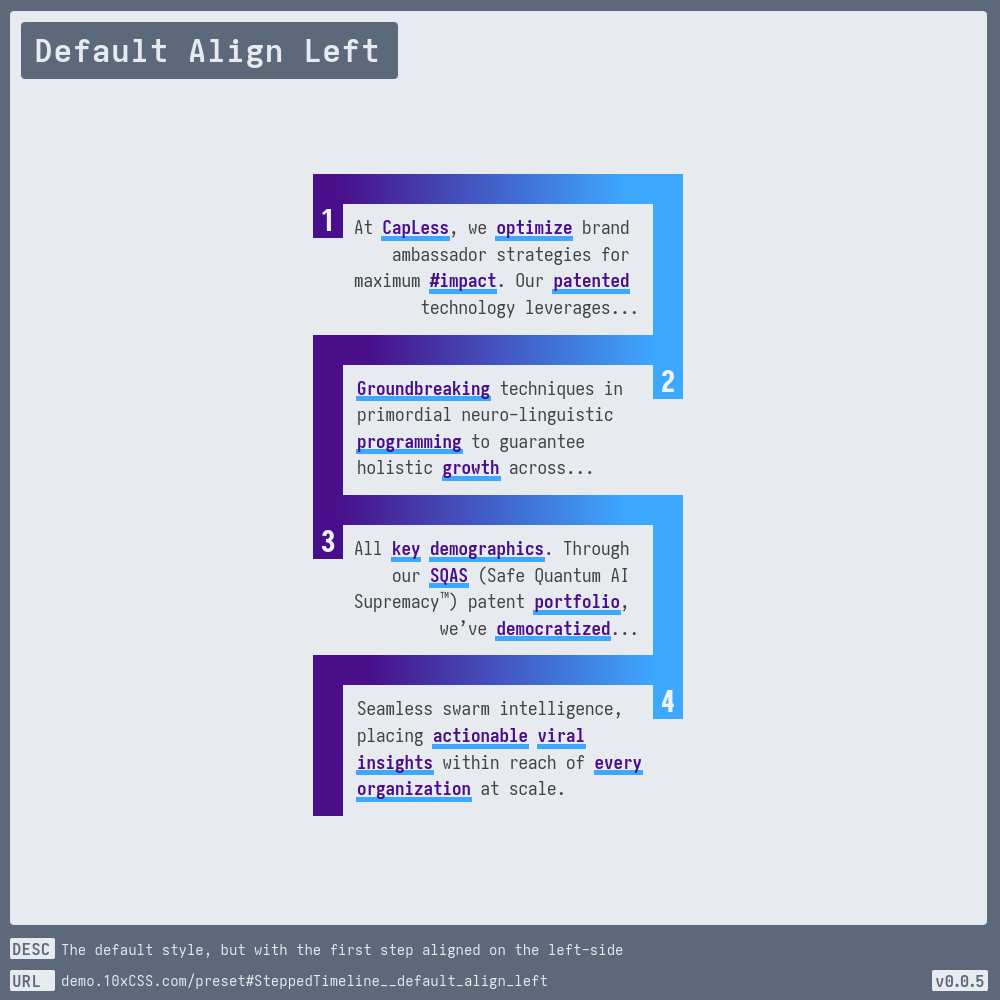 Default Align Left
1
At CapLess, we optimize brand
ambassador strategies for
maximum #impact. Our patented
technology leverages...
2
Groundbreaking techniques in
primordial neuro-linguistic
programming to guarantee
holistic growth across...
3
All key demographics. Through
our SQAS (Safe Quantum AI
Supremacy™) patent portfolio,
we’ve democratized...
4
Seamless swarm intelligence,
placing actionable viral
insights within reach of every
organization at scale.
DESC The default style, but with the first step aligned on the left-side
URL demo.10xCSS.com/preset#SteppedTimeline__default_align_left
v0.0.5